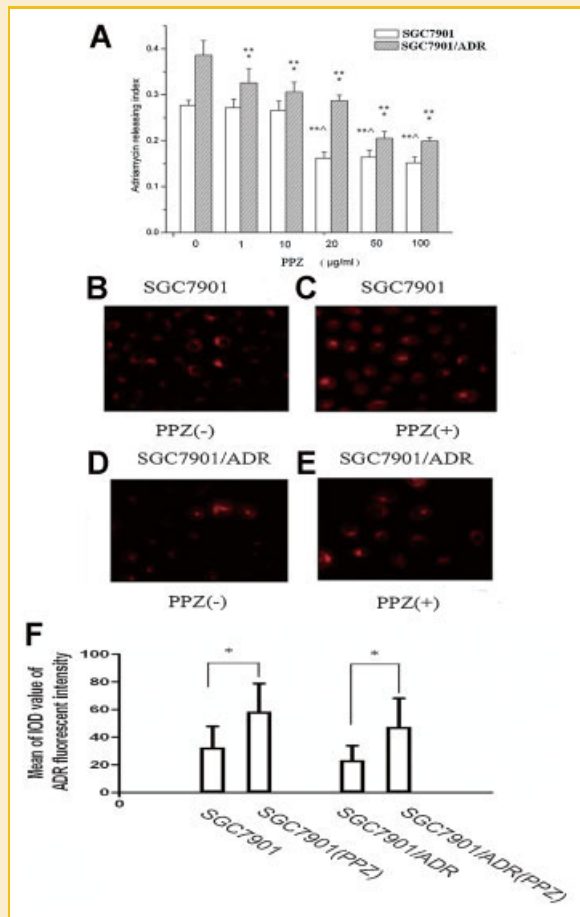 A
SGC7901
SGC7901/ADR
Adriamycin releasing index
0.4
0.3
0.2
0.1
0.0
** * ** * ** * ** * ** *
**^ **^ **^
0 1 10 20 50 100
PPZ ( μg/ml )
B SGC7901
PPZ(-)
C SGC7901
PPZ(+)
D SGC7901/ADR
PPZ(-)
E SGC7901/ADR
PPZ(+)
F
Mean of IOD value of
ADR fluorescent intensity
100
80
60
40
20
0
* *
0
SGC7901
SGC7901(PPZ)
SGC7901/ADR
SGC7901/ADR(PPZ)